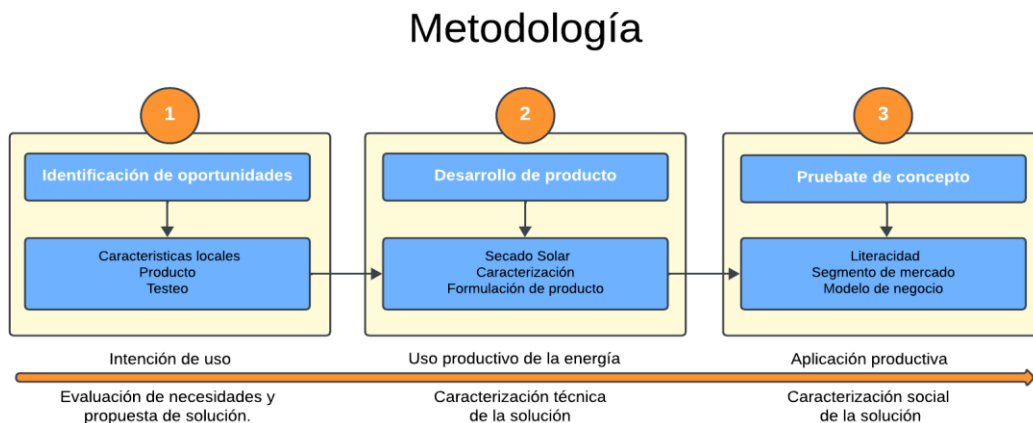 Metodología
1
2
3
Identificación de oportunidades
Desarrollo de producto
Pruebate de concepto
Caracteristicas locales
Producto
Testeo
Secado Solar
Caracterización
Formulación de producto
Literacidad
Segmento de mercado
Modelo de negocio
Intención de uso
Uso productivo de la energía
Aplicación productiva
Evaluación de necesidades y
propuesta de solución.
Caracterización técnica
de la solución
Caracterización social
de la solución